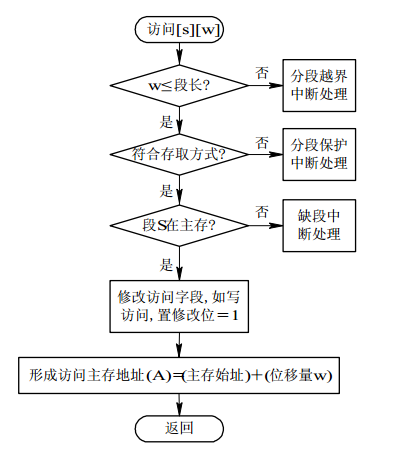 访问[s][w]
w≤段长?
否
分段越界
中断处理
是
符合存取方式?
否
分段保护
中断处理
是
段S在主存?
否
缺段中
断处理
是
修改访问字段,如写
访问,置修改位=1
形成访问主存地址(A)=(主存始址)+(位移量w)
返回